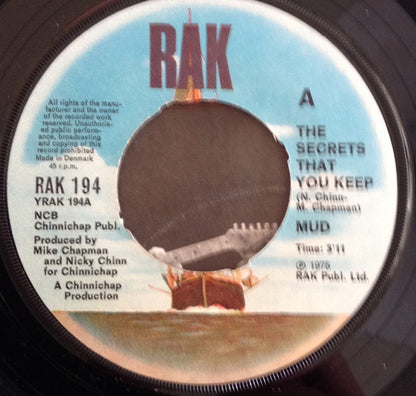 RAK
All rights of the manu-
facturer and the owner
of the recorded work
reserved. Unauthoris-
ed public perform-
ance, broadcasting
and copying of this
record prohibited
Made in Denmark
45 r.p.m.
RAK 194
YRAK 194A
NCB
Chinnichap Publ.
Produced by
Mike Chapman
and Nicky Chinn
for Chinnichap
A Chinnichap
Production
A
THE
SECRETS
THAT
YOU KEEP
(N. Chinn-
M. Chapman)
MUD
Time: 3'11
℗ 1975
RAK Publ. Ltd.